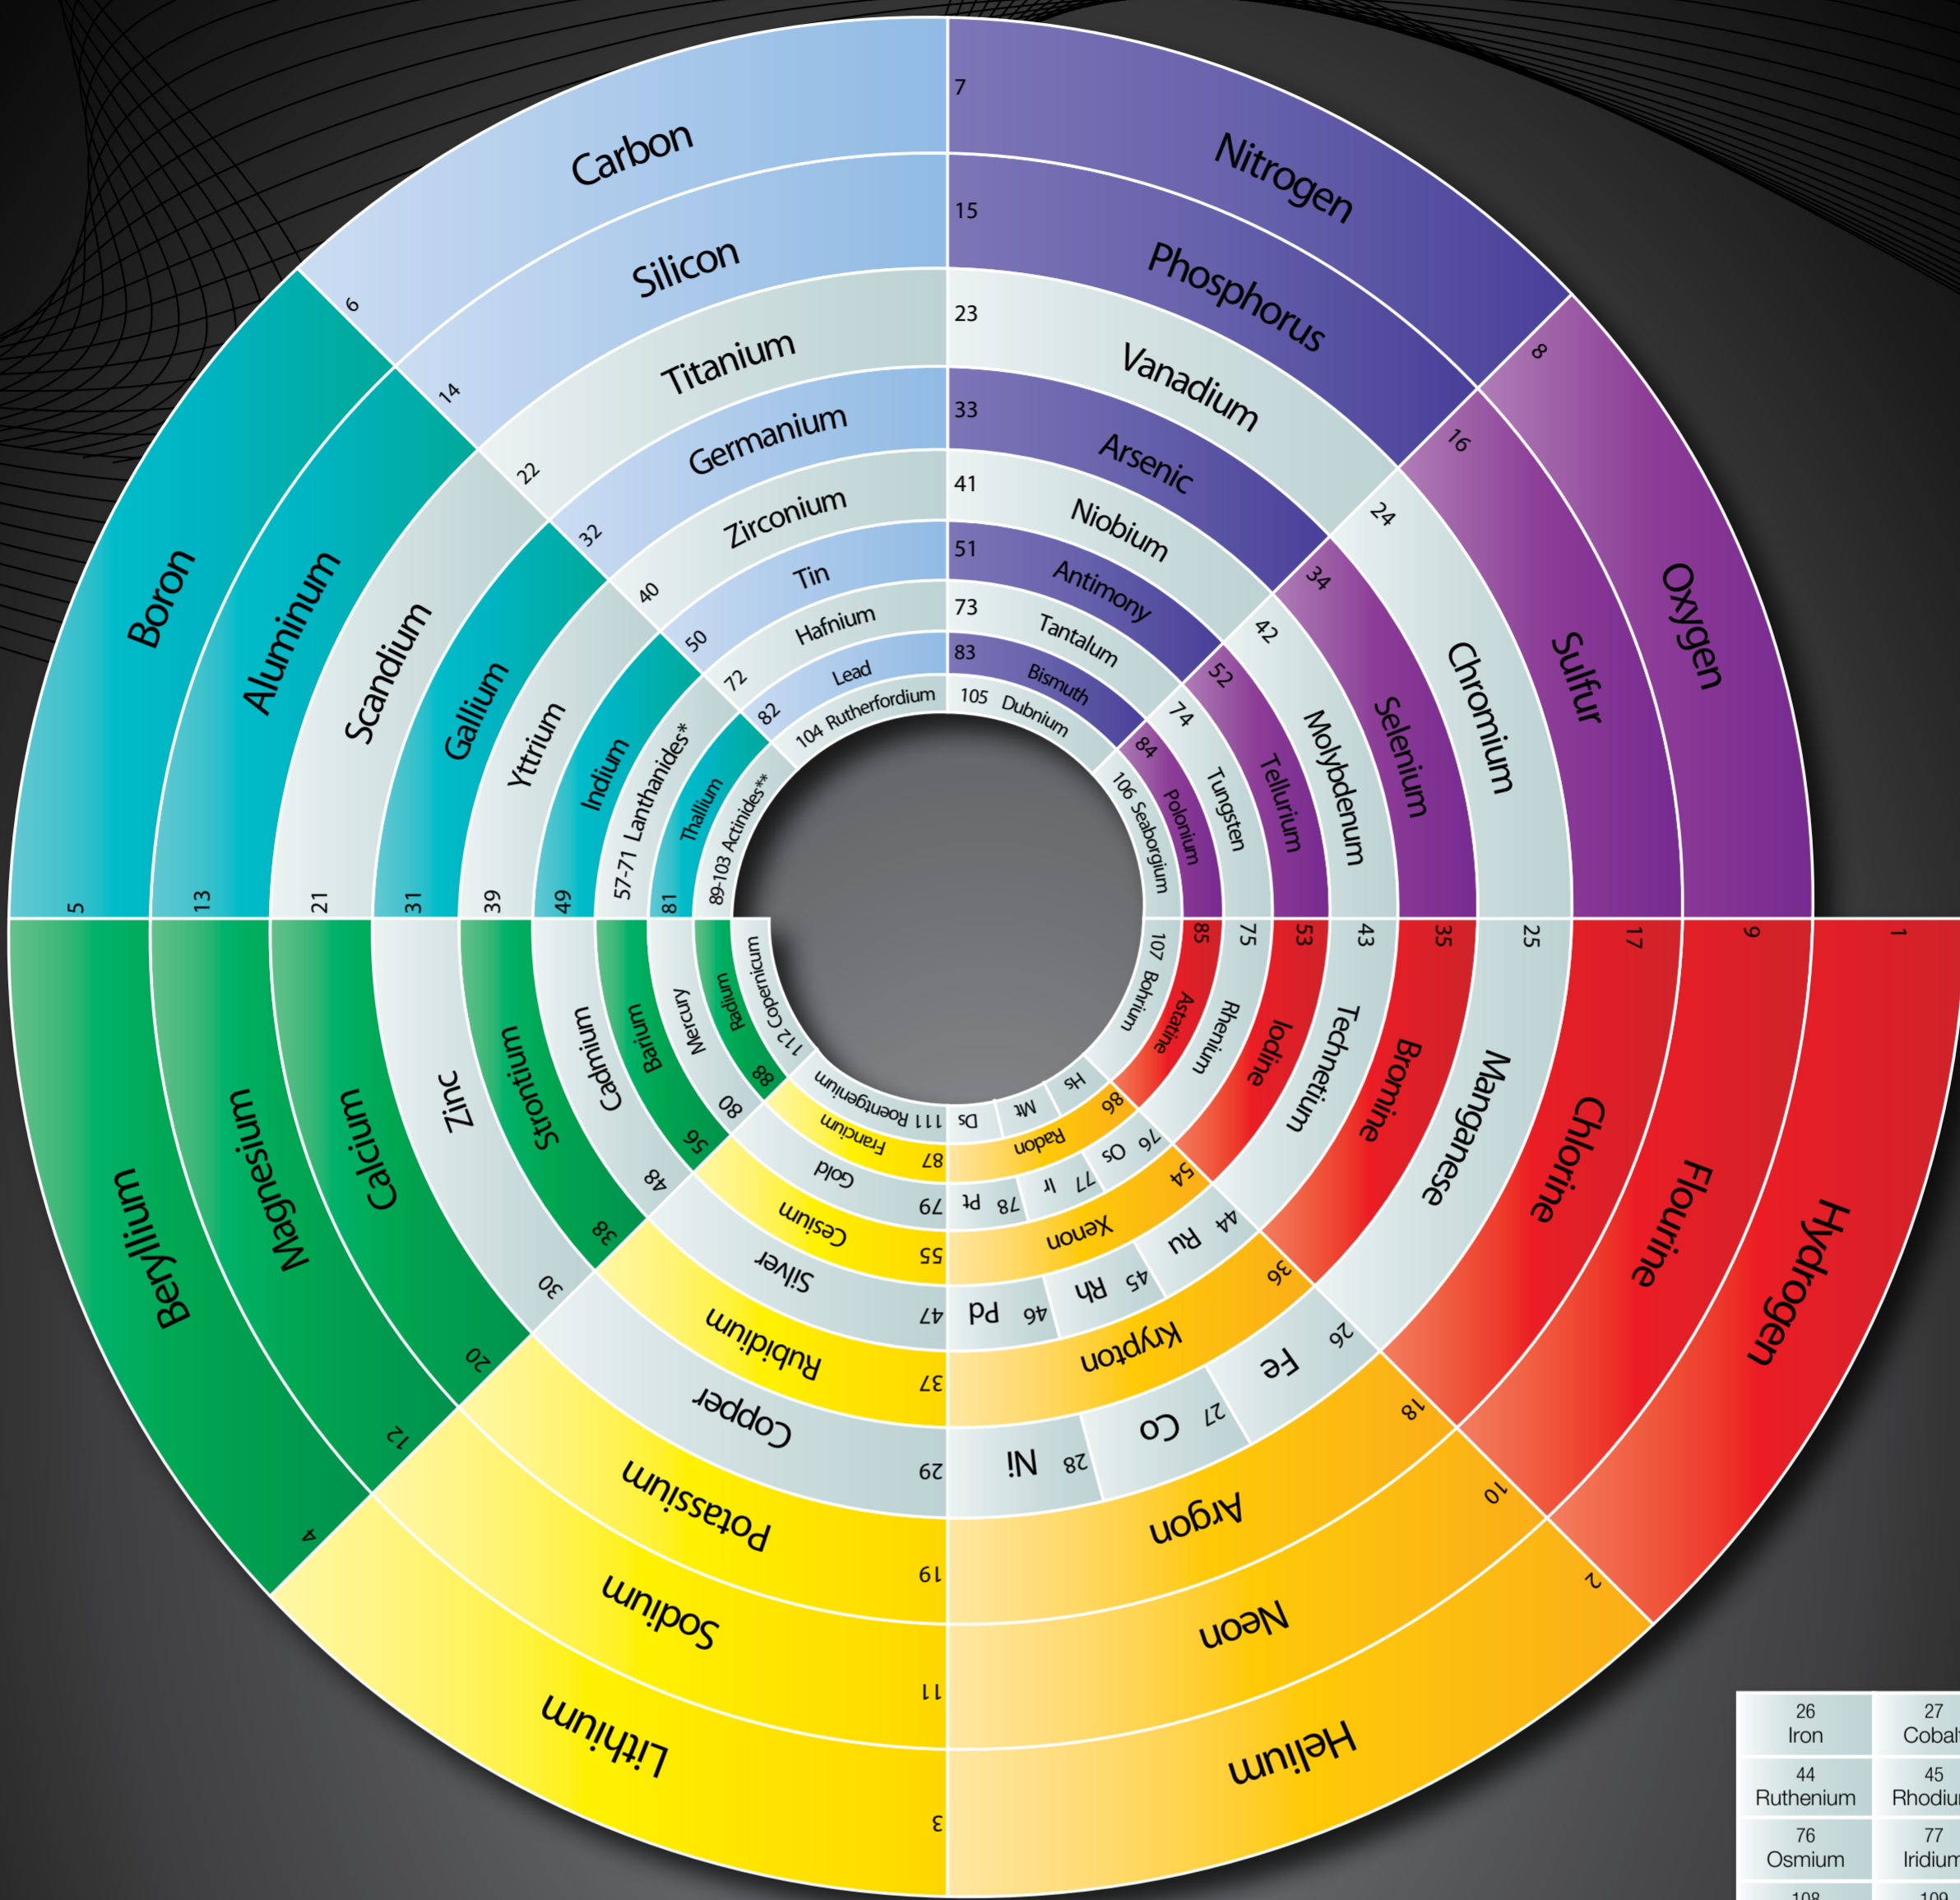 1 Hydrogen
2 Helium
3 Lithium
4 Beryllium
5 Boron
6 Carbon
7 Nitrogen
8 Oxygen
9 Flourine
10 Neon
11 Sodium
12 Magnesium
13 Aluminum
14 Silicon
15 Phosphorus
16 Sulfur
17 Chlorine
18 Argon
19 Potassium
20 Calcium
21 Scandium
22 Titanium
23 Vanadium
24 Chromium
25 Manganese
26 Fe
27 Co
28 Ni
29 Copper
30 Zinc
31 Gallium
32 Germanium
33 Arsenic
34 Selenium
35 Bromine
36 Krypton
37 Rubidium
38 Strontium
39 Yttrium
40 Zirconium
41 Niobium
42 Molybdenum
43 Technetium
44 Ru
45 Rh
46 Pd
47 Silver
48 Cadmium
49 Indium
50 Tin
51 Antimony
52 Tellurium
53 Iodine
54 Xenon
55 Cesium
56 Barium
57-71 Lanthanides*
72 Hafnium
73 Tantalum
74 Tungsten
75 Rhenium
76 Os
77 Ir
78 Pt
79 Gold
80 Mercury
81 Thallium
82 Lead
83 Bismuth
84 Polonium
85 Astatine
86 Radon
87 Francium
88 Radium
89-103 Actinides**
104 Rutherfordium
105 Dubnium
106 Seaborgium
107 Bohrium
Hs
Mt
Ds
111 Roentgenium
112 Copernicum
26 27
Iron Cobal
44 45
Ruthenium Rhodiu
76 77
Osmium Iridium
108 109